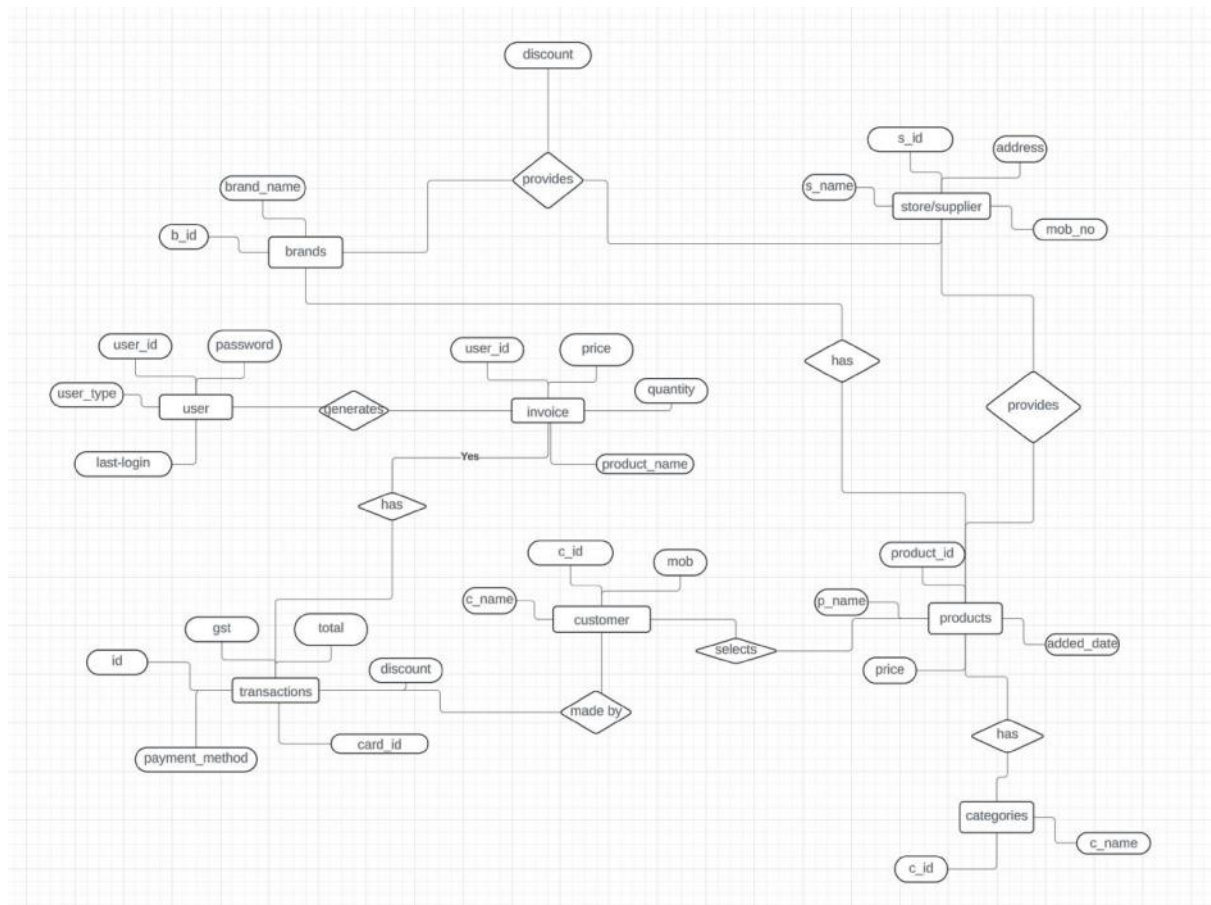 discount
s_id
address
provides
brand_name
s_name
store/supplier
b_id
mob_no
brands
user_id
password
user_id
price
has
user_type
quantity
user
generates
invoice
provides
last-login
Yes
product_name
has
c_id
mob
product_id
c_name
p_name
customer
products
gst
total
selects
added_date
id
discount
price
transactions
made by
card_id
has
payment_method
categories
c_name
c_id